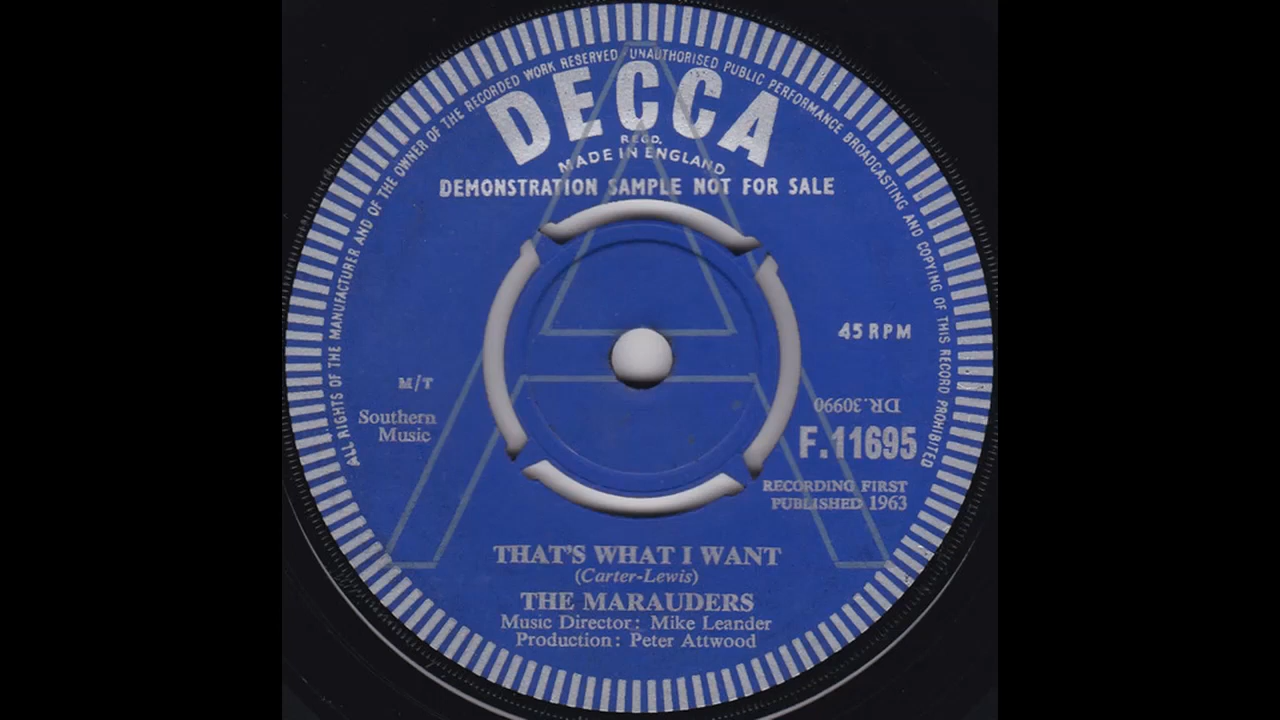 ALL RIGHTS OF THE MANUFACTURER AND OF THE OWNER OF THE RECORDED WORK RESERVED · UNAUTHORISED PUBLIC PERFORMANCE BROADCASTING AND COPYING OF THIS RECORD PROHIBITED
DECCA
REGD.
MADE IN ENGLAND
DEMONSTRATION SAMPLE NOT FOR SALE
A
45 RPM
M/T
Southern
Music
DR.30990
F.11695
RECORDING FIRST
PUBLISHED 1963
THAT'S WHAT I WANT
(Carter-Lewis)
THE MARAUDERS
Music Director: Mike Leander
Production: Peter Attwood